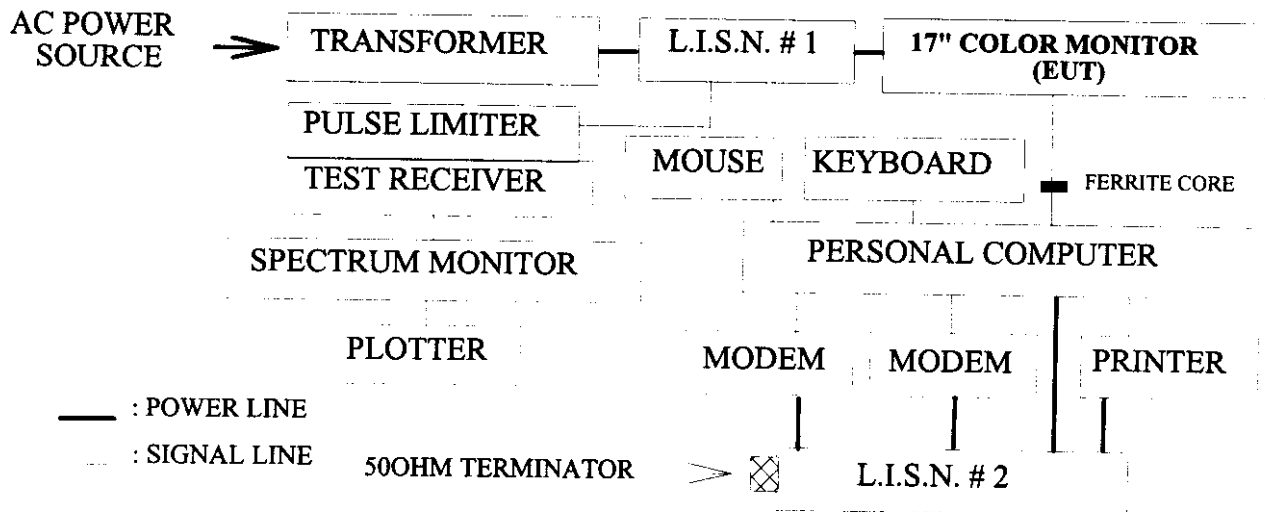 AC POWER
SOURCE
TRANSFORMER
L.I.S.N. # 1
17" COLOR MONITOR
(EUT)
PULSE LIMITER
MOUSE
KEYBOARD
TEST RECEIVER
FERRITE CORE
SPECTRUM MONITOR
PERSONAL COMPUTER
PLOTTER
MODEM
MODEM
PRINTER
: POWER LINE
: SIGNAL LINE
50OHM TERMINATOR
L.I.S.N. # 2